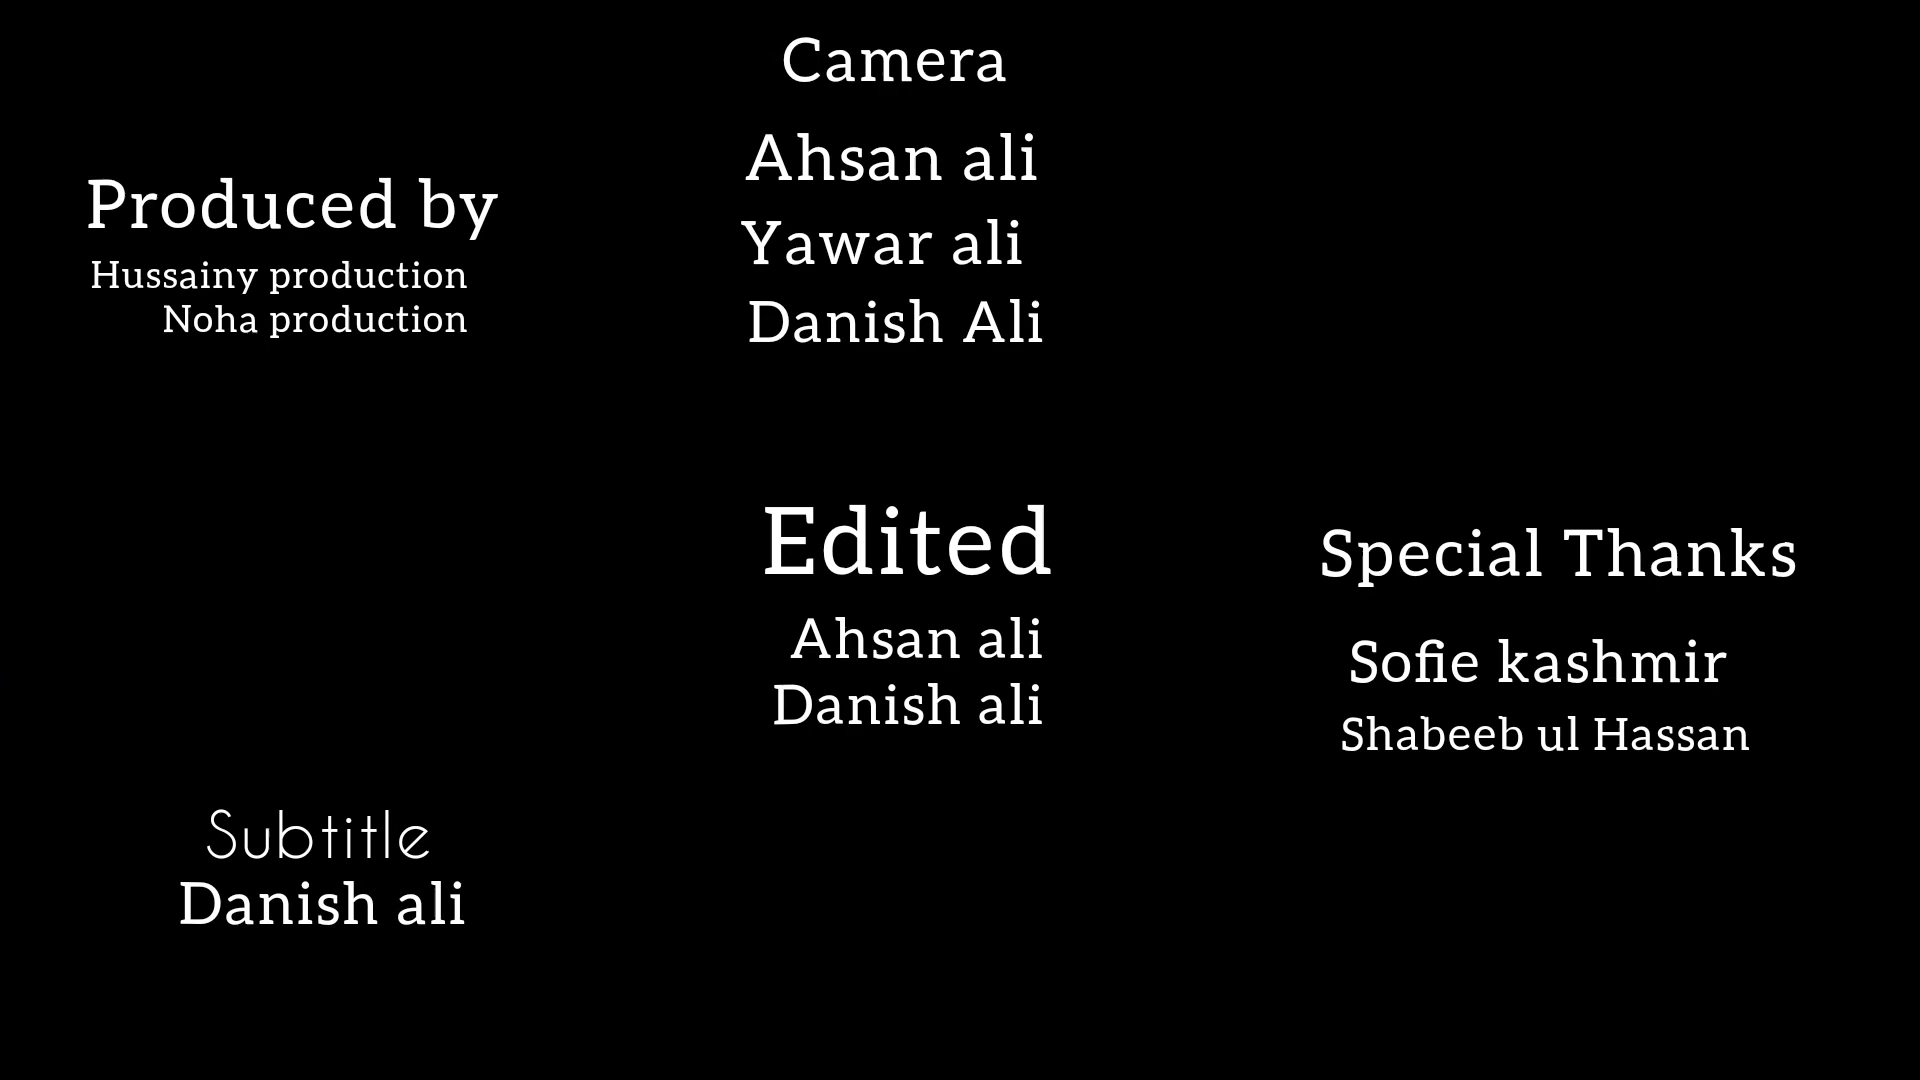 Produced by
Hussainy production
Noha production
Camera
Ahsan ali
Yawar ali
Danish Ali
Edited
Ahsan ali
Danish ali
Special Thanks
Sofie kashmir
Shabeeb ul Hassan
Subtitle
Danish ali